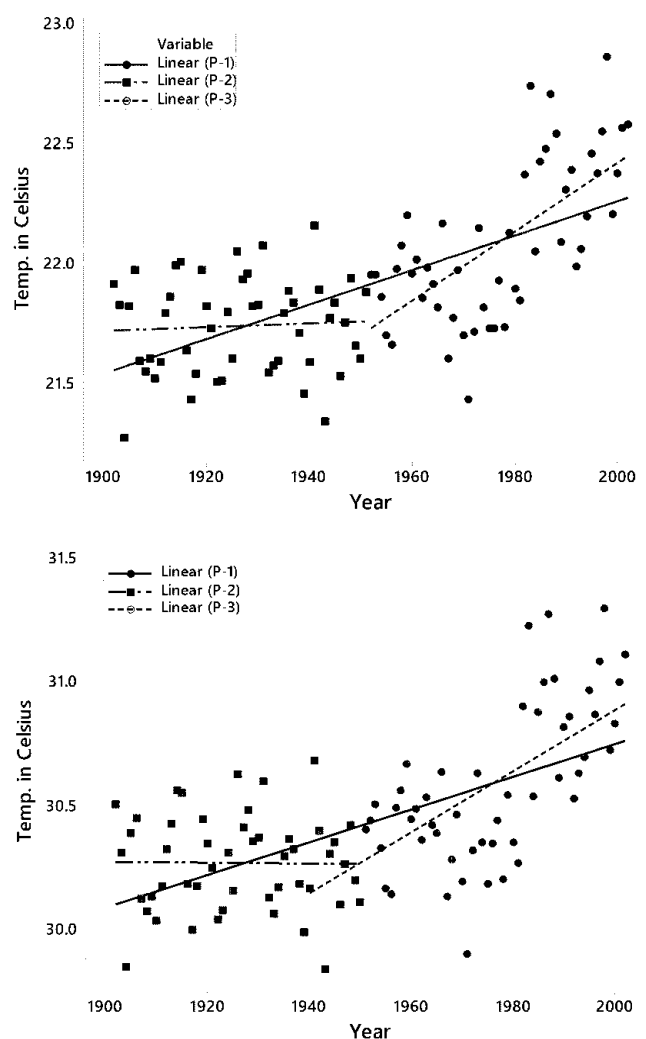 23.0
Variable
Linear (P-1)
Linear (P-2)
Linear (P-3)
22.5
22.0
21.5
Temp. in Celsius
1900 1920 1940 1960 1980 2000
Year
31.5
Linear (P-1)
Linear (P-2)
Linear (P-3)
31.0
30.5
30.0
Temp. in Celsius
1900 1920 1940 1960 1980 2000
Year